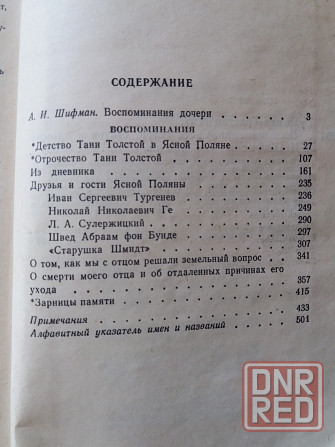 СОДЕРЖАНИЕ
А. И. Шифман. Воспоминания дочери . . . 3
ВОСПОМИНАНИЯ
*Детство Тани Толстой в Ясной Поляне . . 27
*Отрочество Тани Толстой . . . . . 107
Из дневника . . . . . . . . . 161
Друзья и гости Ясной Поляны . . . . 235
Иван Сергеевич Тургенев . . . . . 236
Николай Николаевич Ге . . . . . 249
Л. А. Сулержицкий . . . . . . 290
Швед Абраам фон Бунде . . . . . 297
«Старушка Шмидт» . . . . . . 307
О том, как мы с отцом решали земельный вопрос . 341
О смерти моего отца и об отдаленных причинах его
ухода . . . . . . . . . . 357
*Зарницы памяти . . . . . . . 415
Примечания . . . . . . . . . 433
Алфавитный указатель имен и названий . . . 501
DNR
RED